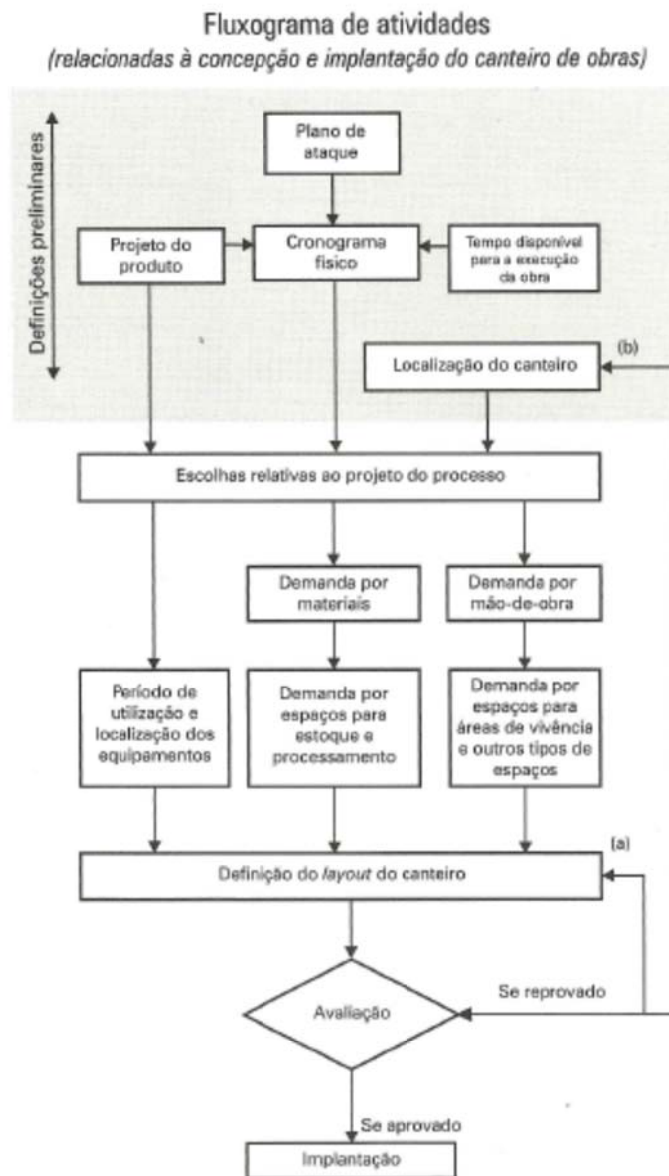 Fluxograma de atividades
(relacionadas à concepção e implantação do canteiro de obras)
Definições preliminares
Plano de
ataque
Projeto do
produto
Cronograma
físico
Tempo disponível
para a execução
da obra
Localização do canteiro
(b)
Escolhas relativas ao projeto do processo
Demanda por
materiais
Demanda por
mão-de-obra
Período de
utilização e
localização dos
equipamentos
Demanda por
espaços para
estoque e
processamento
Demanda por
espaços para
áreas de vivência
e outros tipos de
espaços
(a)
Definição do layout do canteiro
Avaliação
Se reprovado
Se aprovado
Implantação